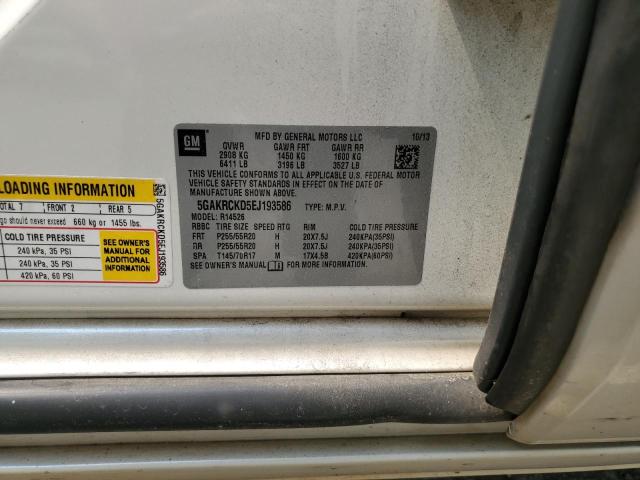 GM
MFD BY GENERAL MOTORS LLC 10/13
GVWR GAWR FRT GAWR RR
2908 KG 1450 KG 1600 KG
6411 LB 3196 LB 3527 LB
THIS VEHICLE CONFORMS TO ALL APPLICABLE U.S. FEDERAL MOTOR
VEHICLE SAFETY AND THEFT PREVENTION STANDARDS IN EFFECT ON THE DATE OF
MANUFACTURE SHOWN ABOVE.
5GAKRCKD5EJ193586 TYPE: M.P.V.
MODEL: R14526
RBBC TIRE SIZE SPEED RTG RIM COLD TIRE PRESSURE
FRT P255/55R20 H 20X7.5J 240KPA(35PSI)
RR P255/55R20 H 20X7.5J 240KPA(35PSI)
SPA T145/70R17 M 17X4.5B 420KPA(60PSI)
SEE OWNER'S MANUAL FOR MORE INFORMATION.
LOADING INFORMATION
TOTAL 7 FRONT 2 REAR 5
go should never exceed 660 kg or 1455 lbs.
COLD TIRE PRESSURE
240 kPa, 35 PSI
240 kPa, 35 PSI
420 kPa, 60 PSI
SEE OWNER'S
MANUAL FOR
ADDITIONAL
INFORMATION
5GAKRCKD5EJ193586